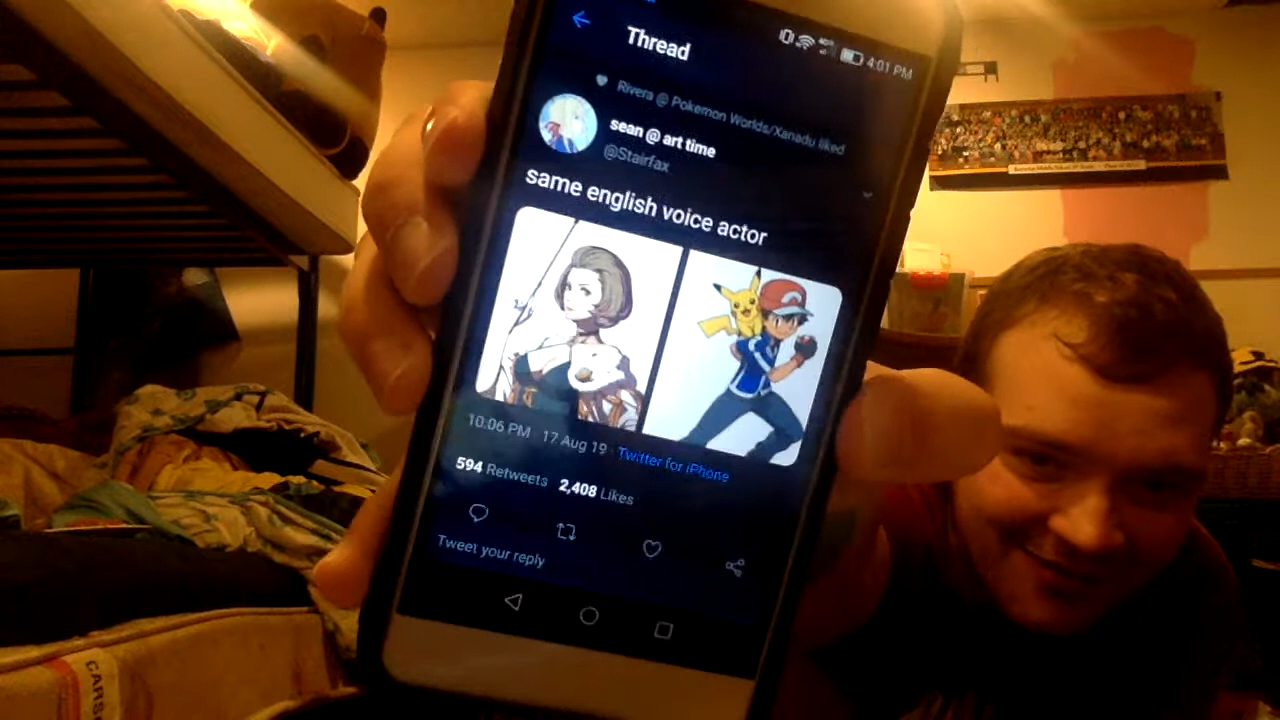 Thread
4:01 PM
Rivera @ Pokemon Worlds/Xanadu liked
sean @ art time
@Stairfax
same english voice actor
10:06 PM · 17 Aug 19 · Twitter for iPhone
594 Retweets 2,408 Likes
Tweet your reply
CARS